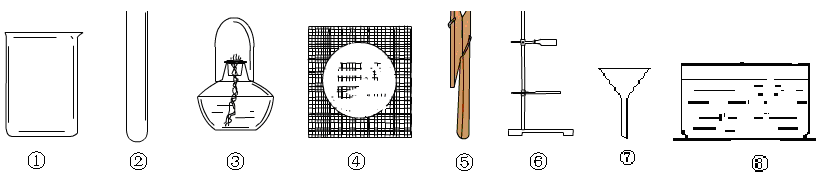 ① ② ③ ④ ⑤ ⑥ ⑦ ⑧